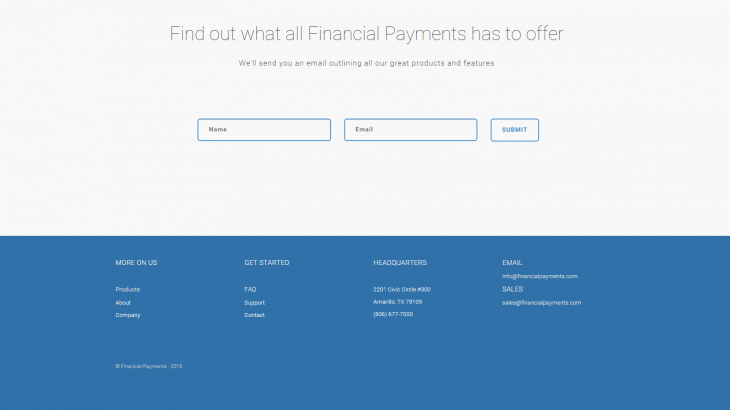 Find out what all Financial Payments has to offer
We'll send you an email outlining all our great products and features
Name
Email
SUBMIT
MORE ON US
Products
About
Company
GET STARTED
FAQ
Support
Contact
HEADQUARTERS
2201 Civic Circle #300
Amarillo, TX 79109
(806) 677-7000
EMAIL
info@financialpayments.com
SALES
sales@financialpayments.com
© Financial Payments - 2015